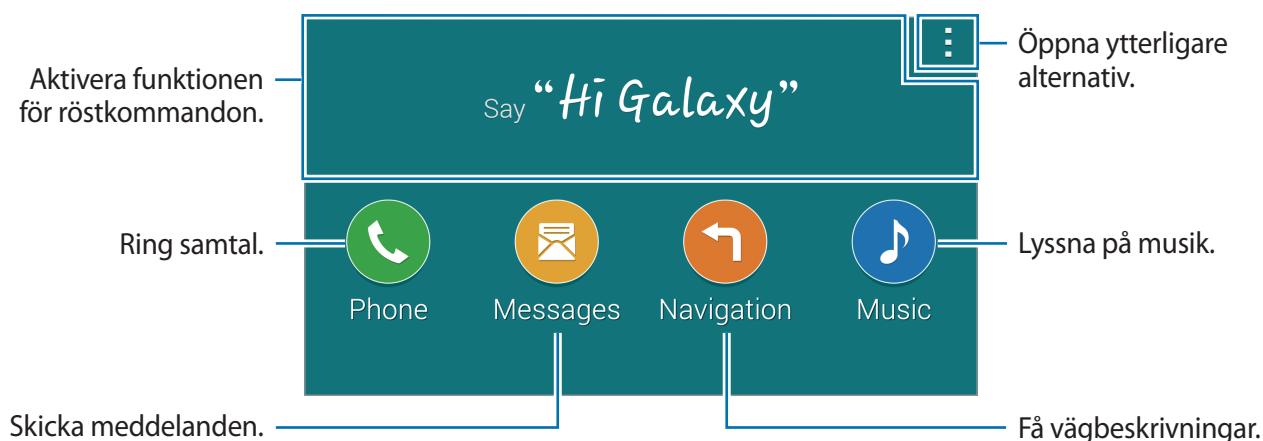 Aktivera funktionen
för röstkommandon.
Say “Hi Galaxy”
Öppna ytterligare
alternativ.
Ring samtal.
Lyssna på musik.
Phone
Messages
Navigation
Music
Skicka meddelanden.
Få vägbeskrivningar.